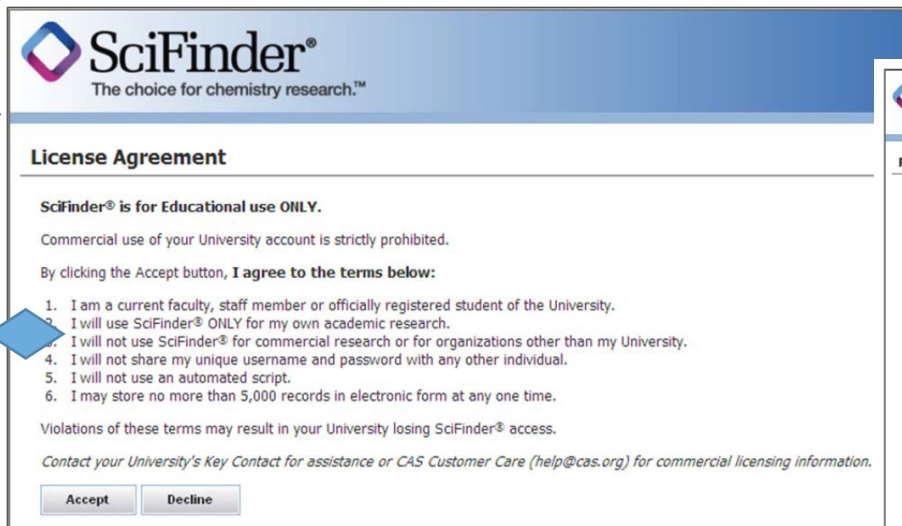 SciFinder®
The choice for chemistry research.™
License Agreement
SciFinder® is for Educational use ONLY.
Commercial use of your University account is strictly prohibited.
By clicking the Accept button, I agree to the terms below:
1. I am a current faculty, staff member or officially registered student of the University.
I will use SciFinder® ONLY for my own academic research.
I will not use SciFinder® for commercial research or for organizations other than my University.
4. I will not share my unique username and password with any other individual.
5. I will not use an automated script.
6. I may store no more than 5,000 records in electronic form at any one time.
Violations of these terms may result in your University losing SciFinder® access.
Contact your University's Key Contact for assistance or CAS Customer Care (help@cas.org) for commercial licensing information.
Accept Decline